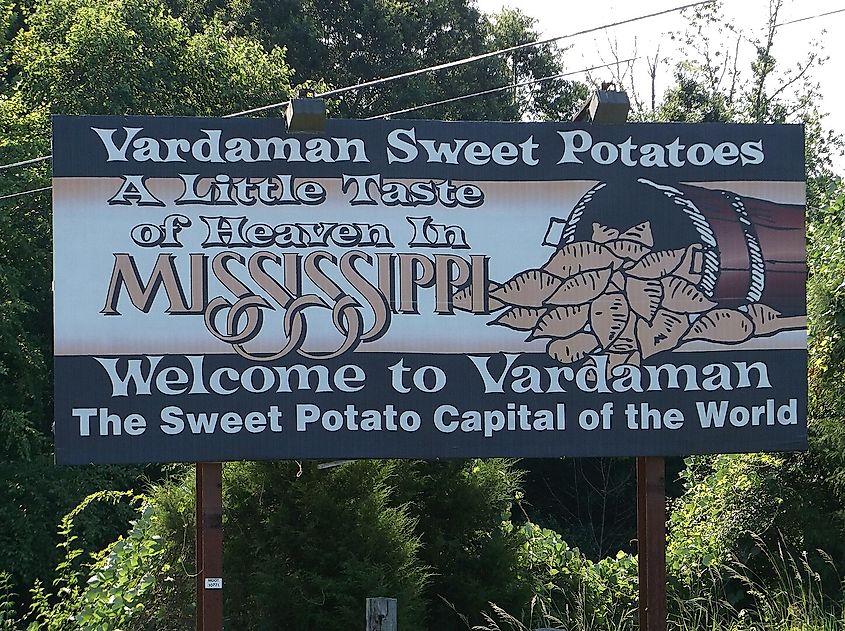 Vardaman Sweet Potatoes
A Little Taste
of Heaven In
MISSISSIPPI
Welcome to Vardaman
The Sweet Potato Capital of the World